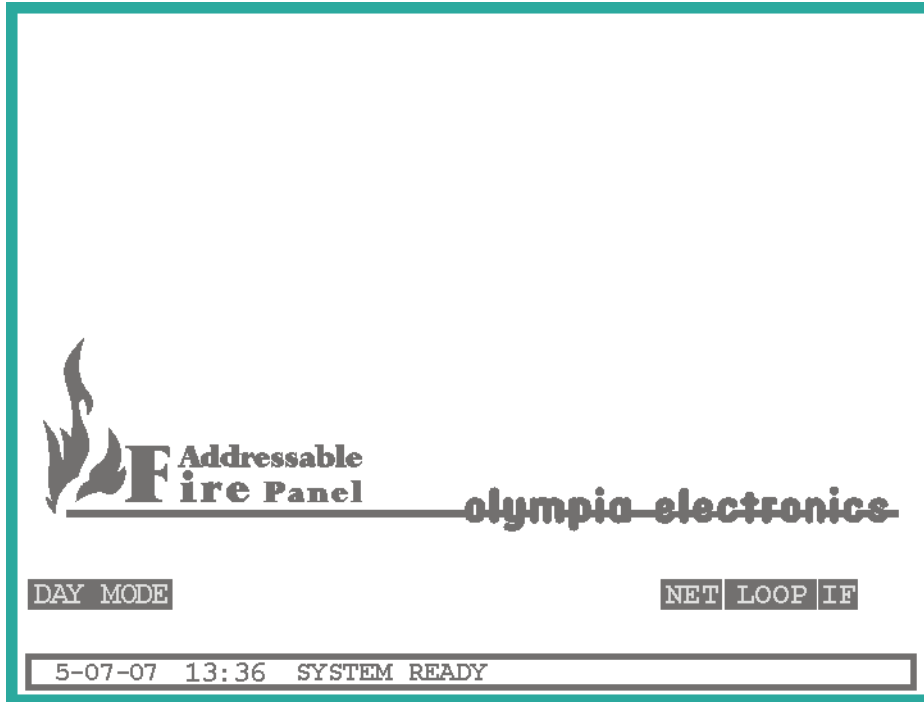 Addressable
Fire Panel
olympia electronics
DAY MODE NET LOOP IF
5-07-07 13:36 SYSTEM READY